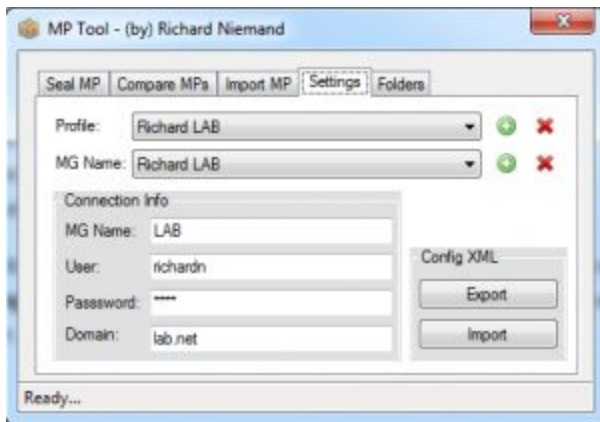 MP Tool - (by) Richard Niemand
Seal MP Compare MPs Import MP Settings Folders
Profile: Richard LAB
MG Name: Richard LAB
Connection Info
MG Name: LAB
User: richardn
Passsword: ****
Domain: lab.net
Config XML
Export
Import
Ready...